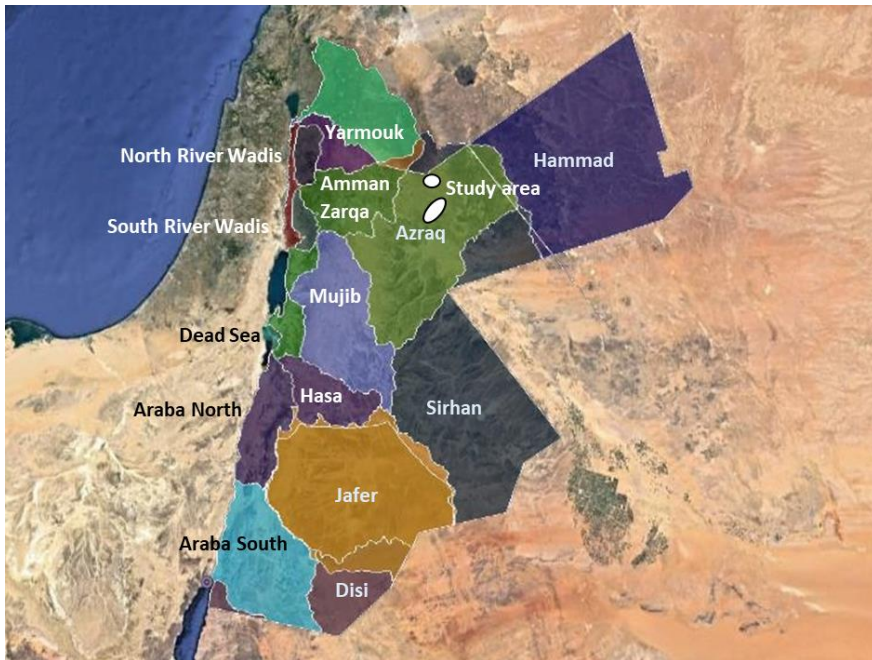 Yarmouk
North River Wadis
Hammad
Amman
Zarqa
Study area
South River Wadis
Azraq
Mujib
Dead Sea
Hasa
Araba North
Sirhan
Jafer
Araba South
Disi